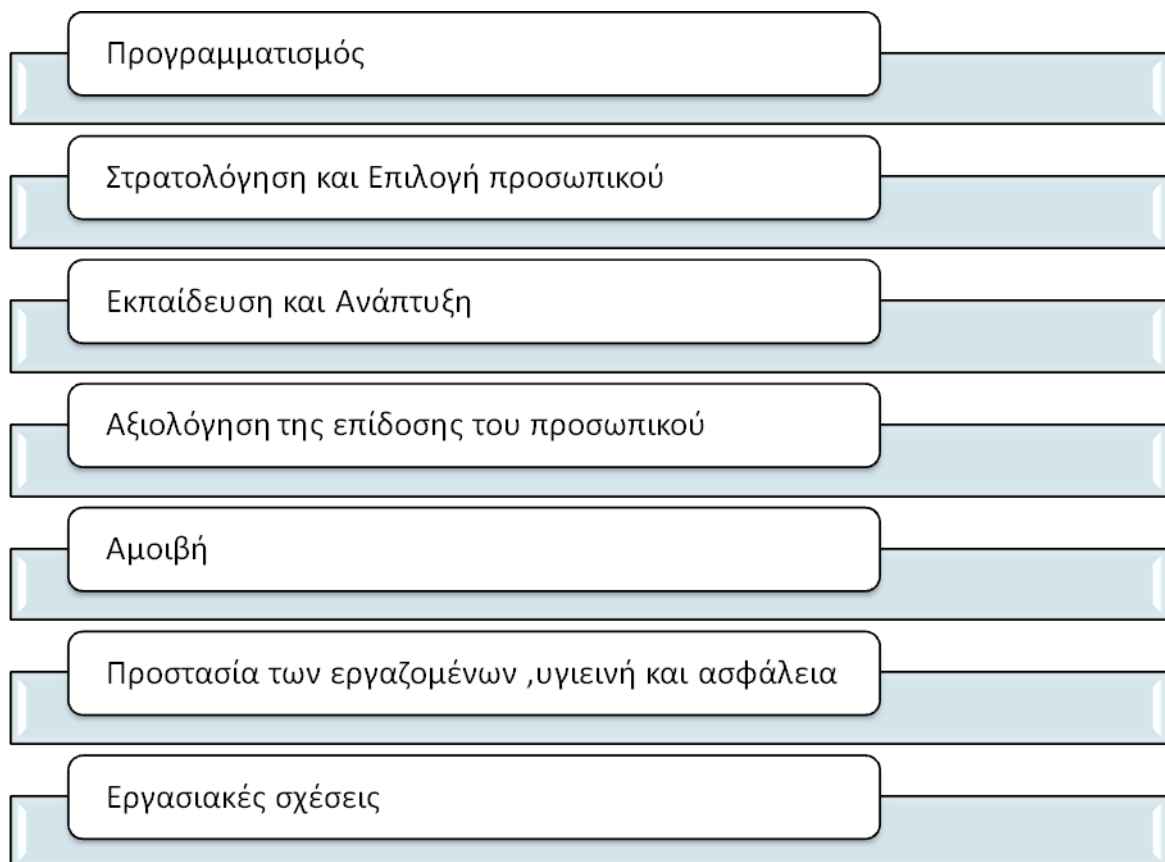 Προγραμματισμός
Στρατολόγηση και Επιλογή προσωπικού
Εκπαίδευση και Ανάπτυξη
Αξιολόγηση της επίδοσης του προσωπικού
Αμοιβή
Προστασία των εργαζομένων ,υγιεινή και ασφάλεια
Εργασιακές σχέσεις